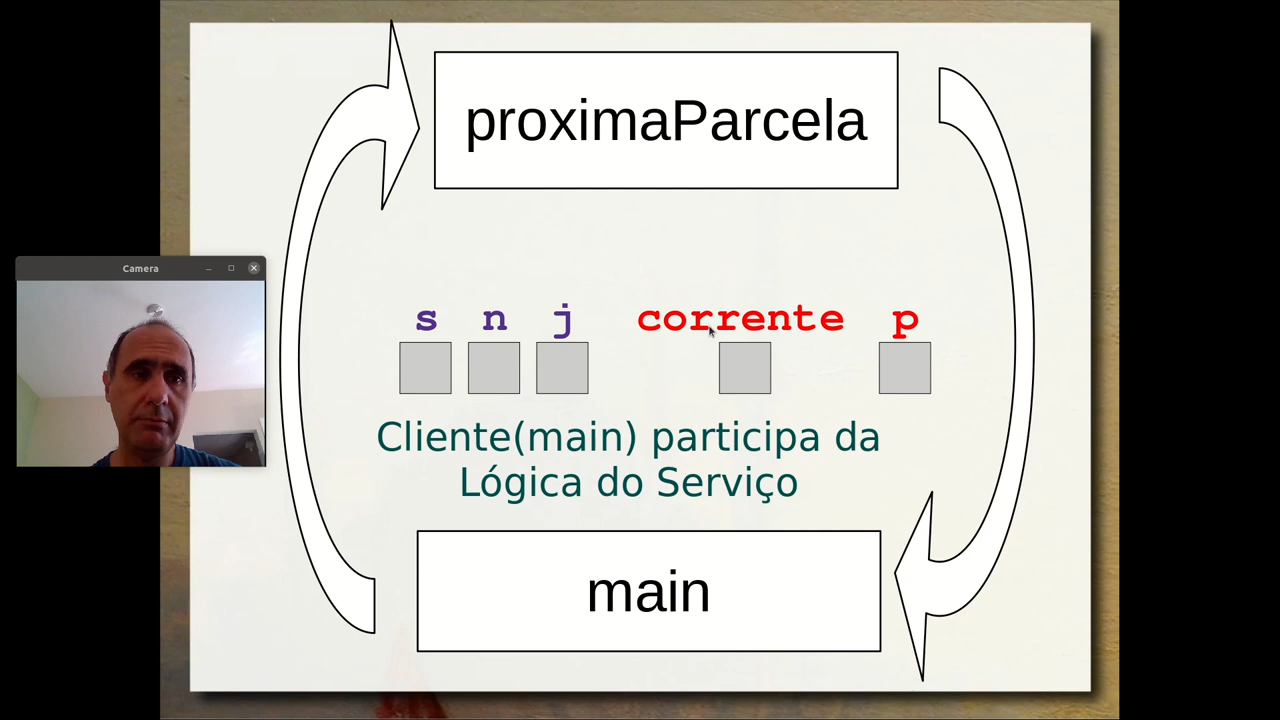 proximaParcela
Camera
s n j corrente p
Cliente(main) participa da
Lógica do Serviço
main